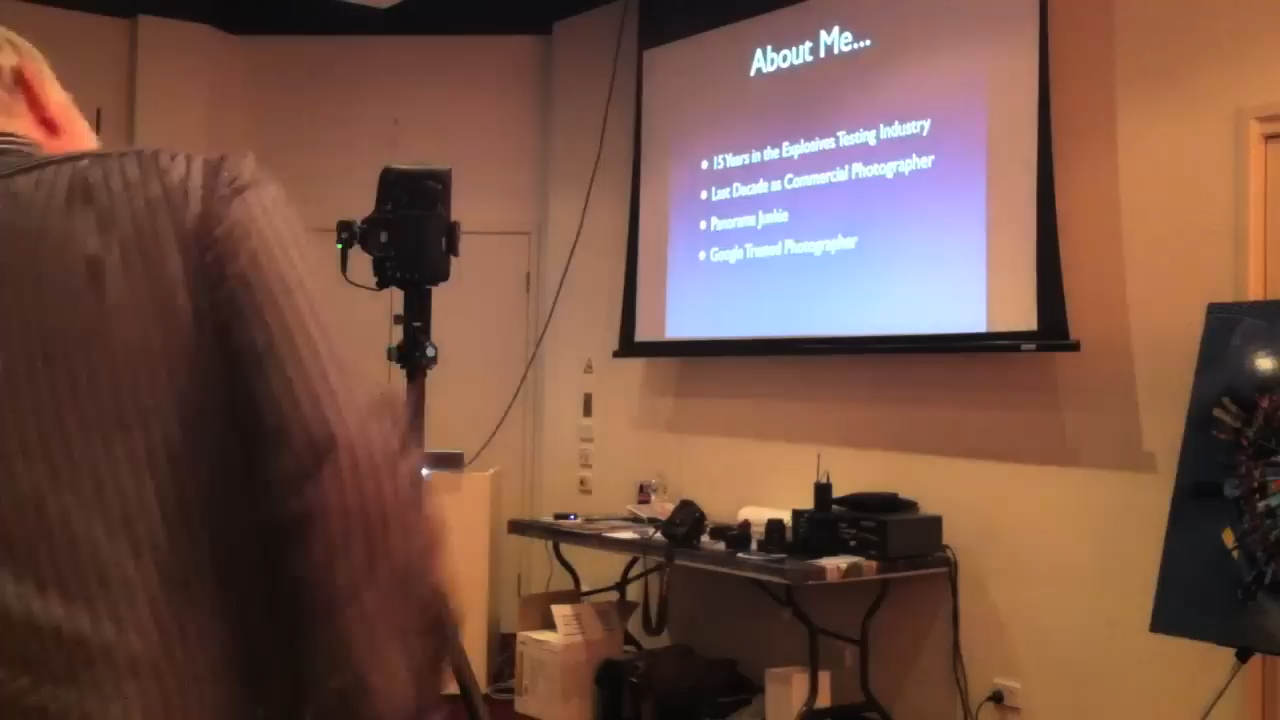 About Me...
15 Years in the Explosives Testing Industry
Last Decade as Commercial Photographer
Panorama Junkie
Google Trusted Photographer